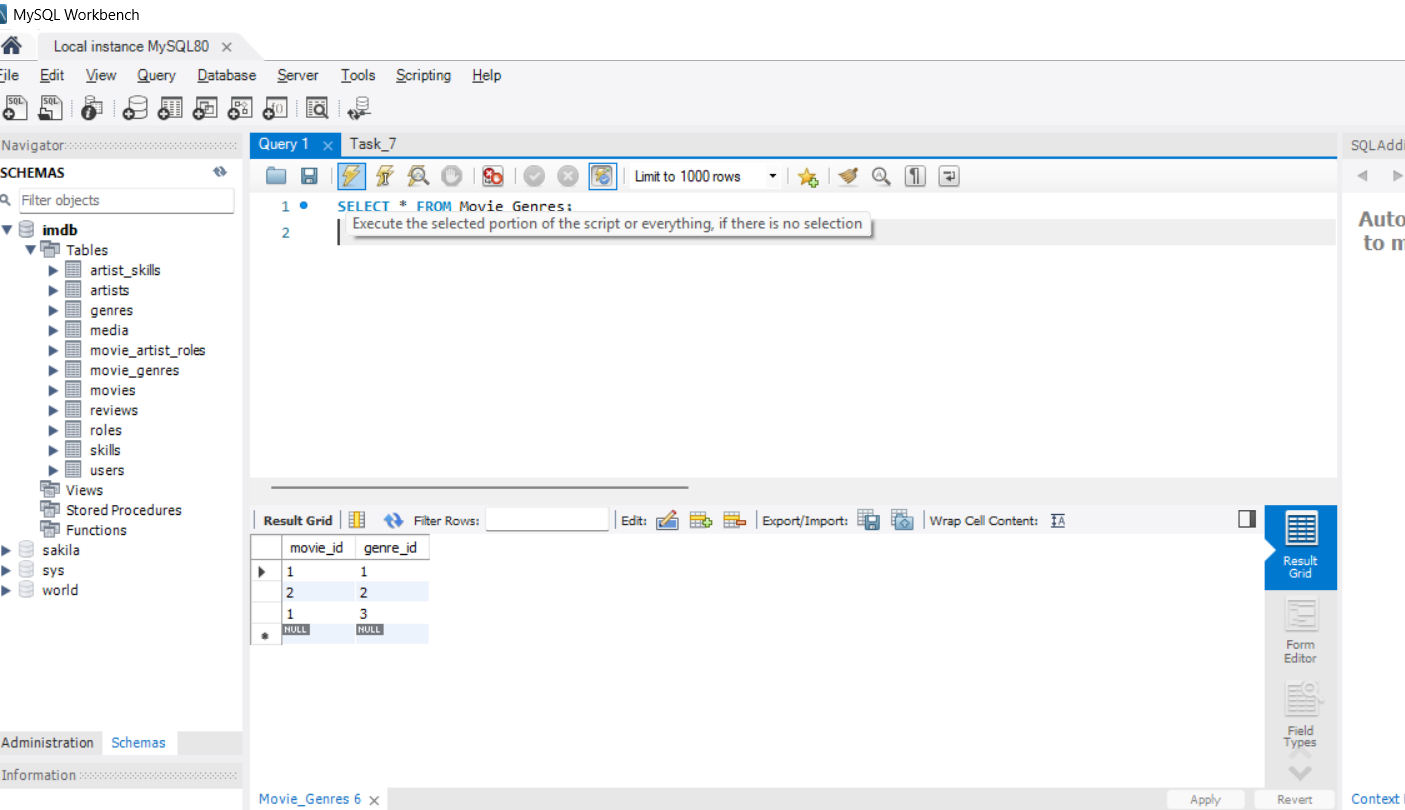 MySQL Workbench
Local instance MySQL80
File Edit View Query Database Server Tools Scripting Help
Navigator
SCHEMAS
Filter objects
imdb
Tables
artist_skills
artists
genres
media
movie_artist_roles
movie_genres
movies
reviews
roles
skills
users
Views
Stored Procedures
Functions
sakila
sys
world
Administration Schemas
Information
Query 1 Task_7
Limit to 1000 rows
1 SELECT * FROM Movie_Genres;
Execute the selected portion of the script or everything, if there is no selection
2
Result Grid Filter Rows: Edit: Export/Import: Wrap Cell Content:
movie_id genre_id
1 1
2 2
1 3
NULL NULL
Result
Grid
Form
Editor
Field
Types
Movie_Genres 6
Apply Revert
SQLAddi
Auto
to m
Context